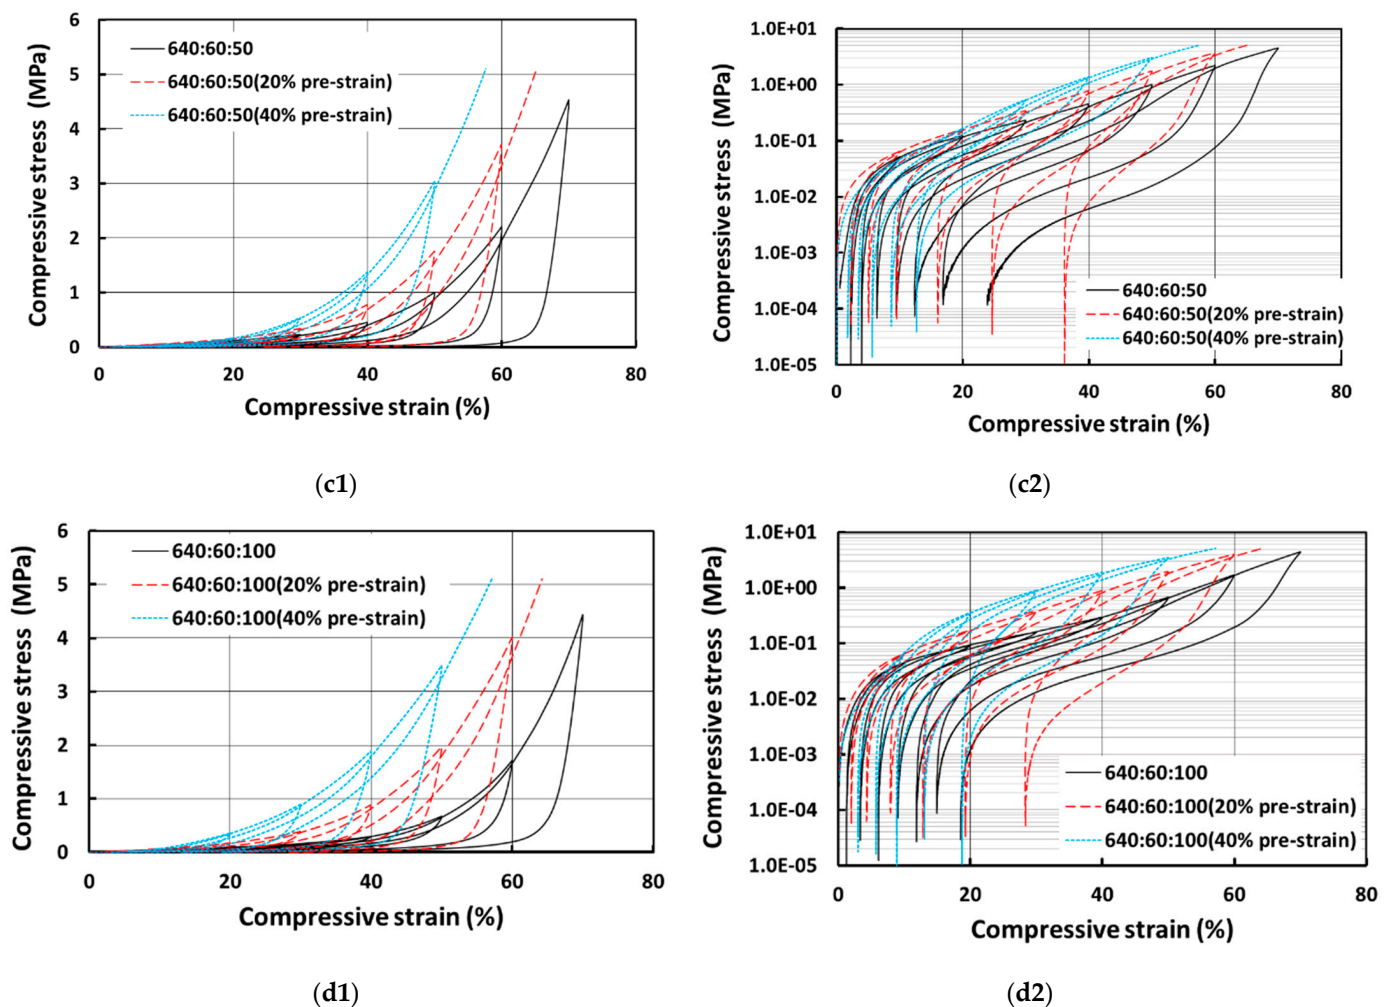 6
5
4
3
2
1
0
0 20 40 60 80
Compressive stress (MPa)
Compressive strain (%)
640:60:50
640:60:50(20% pre-strain)
640:60:50(40% pre-strain)
(c1)
1.0E+01
1.0E+00
1.0E-01
1.0E-02
1.0E-03
1.0E-04
1.0E-05
0 20 40 60 80
Compressive stress (MPa)
Compressive strain (%)
640:60:50
640:60:50(20% pre-strain)
640:60:50(40% pre-strain)
(c2)
6
5
4
3
2
1
0
0 20 40 60 80
Compressive stress (MPa)
Compressive strain (%)
640:60:100
640:60:100(20% pre-strain)
640:60:100(40% pre-strain)
(d1)
1.0E+01
1.0E+00
1.0E-01
1.0E-02
1.0E-03
1.0E-04
1.0E-05
0 20 40 60 80
Compressive stress (MPa)
Compressive strain (%)
640:60:100
640:60:100(20% pre-strain)
640:60:100(40% pre-strain)
(d2)